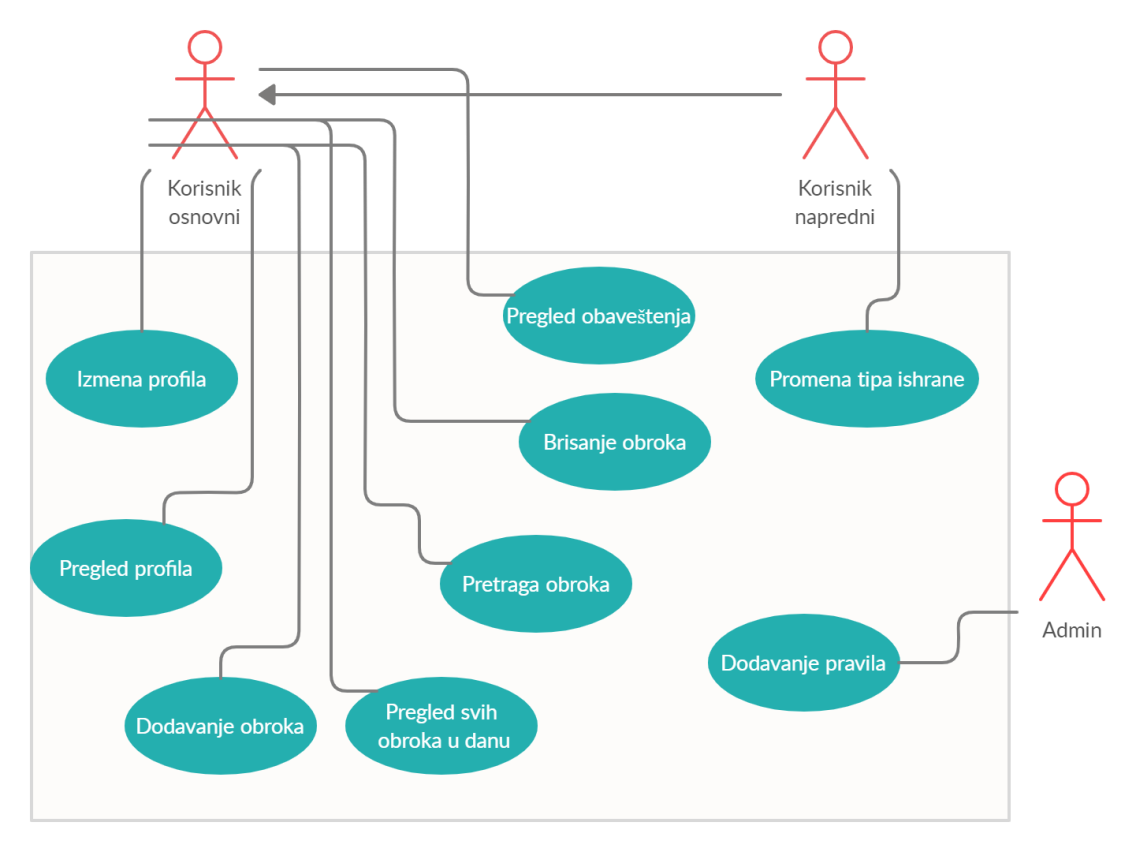 Korisnik
osnovni
Korisnik
napredni
Pregled obaveštenja
Izmena profila
Promena tipa ishrane
Brisanje obroka
Pregled profila
Pretraga obroka
Admin
Dodavanje pravila
Dodavanje obroka
Pregled svih
obroka u danu